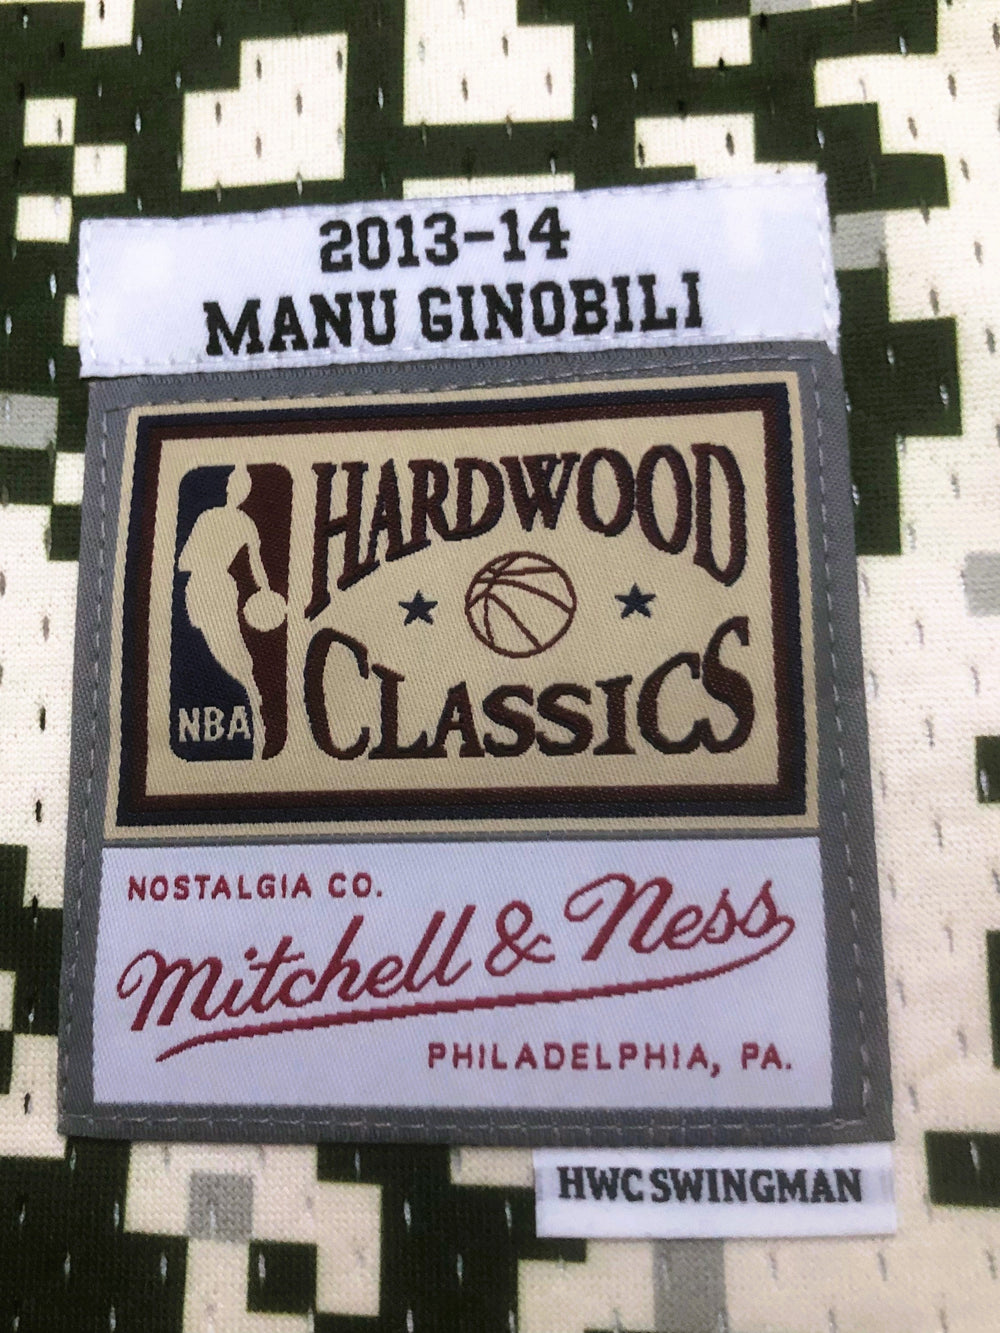 2013-14
MANU GINOBILI
HARDWOOD
CLASSICS
NBA
NOSTALGIA CO.
Mitchell & Ness
PHILADELPHIA, PA.
HWC SWINGMAN